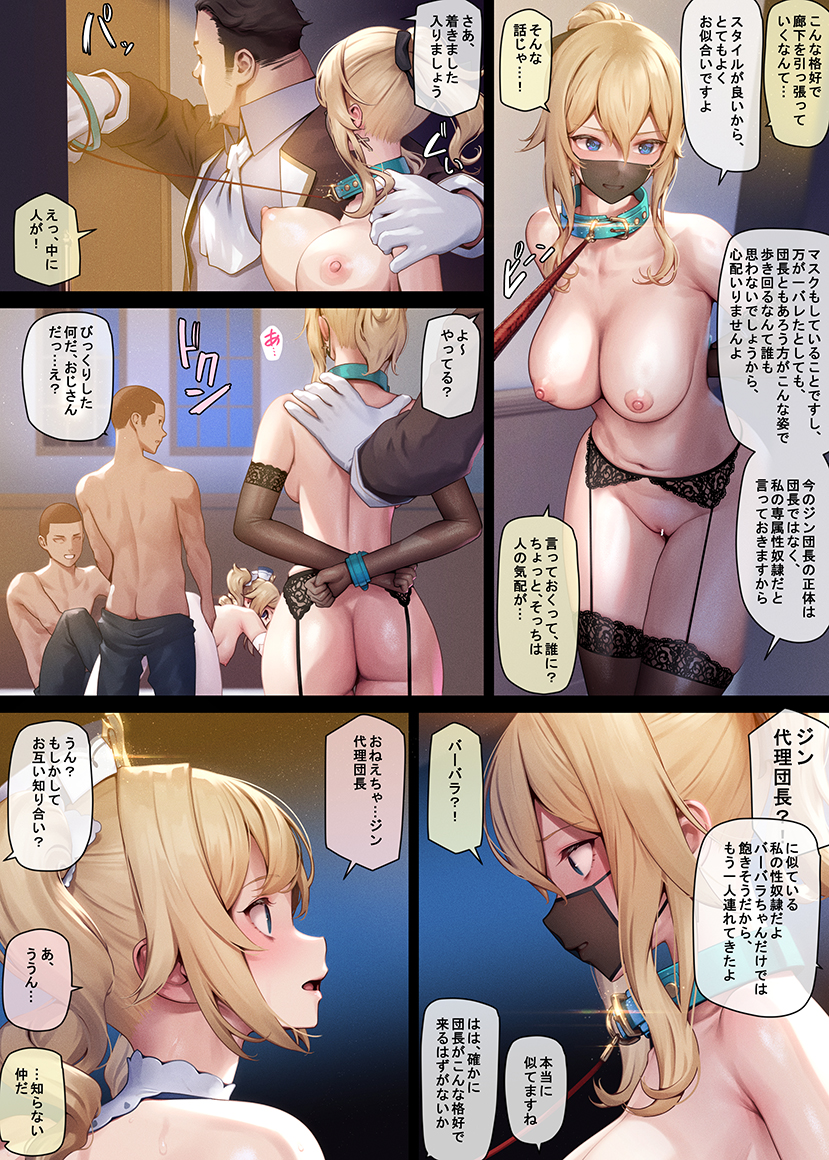 こんな格好で
廊下を引っ張って
いくなんて…
スタイルが良いから、
とてもよく
お似合いですよ
そんな
話じゃ…！
ビーン
マスクもしていることですし、
万が一バレたとしても、
団長ともあろう方がこんな姿で
歩き回るなんて誰も
思わないでしょうから、
心配いりませんよ
今のジン団長の正体は
団長ではなく、
私の専属性奴隷だと
言っておきますから
言っておくって、誰に？
ちょっと、そっちは
人の気配が…
さあ、
着きました
入りましょう
パッ
ぐい
えっ、中に
人が！
よ～
やってる？
あ…
ドクン
びっくりした
何だ、おじさん
だっ…え？
ジン
代理団長？
に似ている
私の性奴隷だよ
バーバラちゃんだけでは
飽きそうだから、
もう一人連れてきたよ
バーバラ？！
本当に
似てますね
はは、確かに
団長がこんな格好で
来るはずがないか
おねえちゃ…ジン
代理団長
うん？
もしかして
お互い知り合い？
あ、
ううん…
…知らない
仲だ